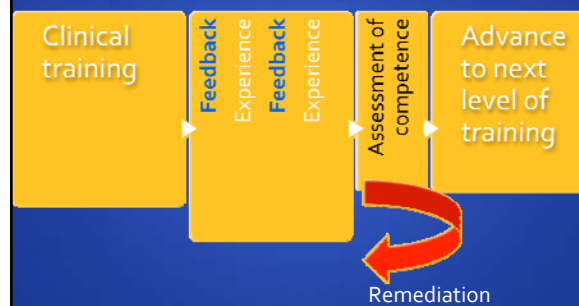 Clinical
training
Feedback
Experience
Feedback
Experience
Assessment of
competence
Advance
to next
level of
training
Remediation